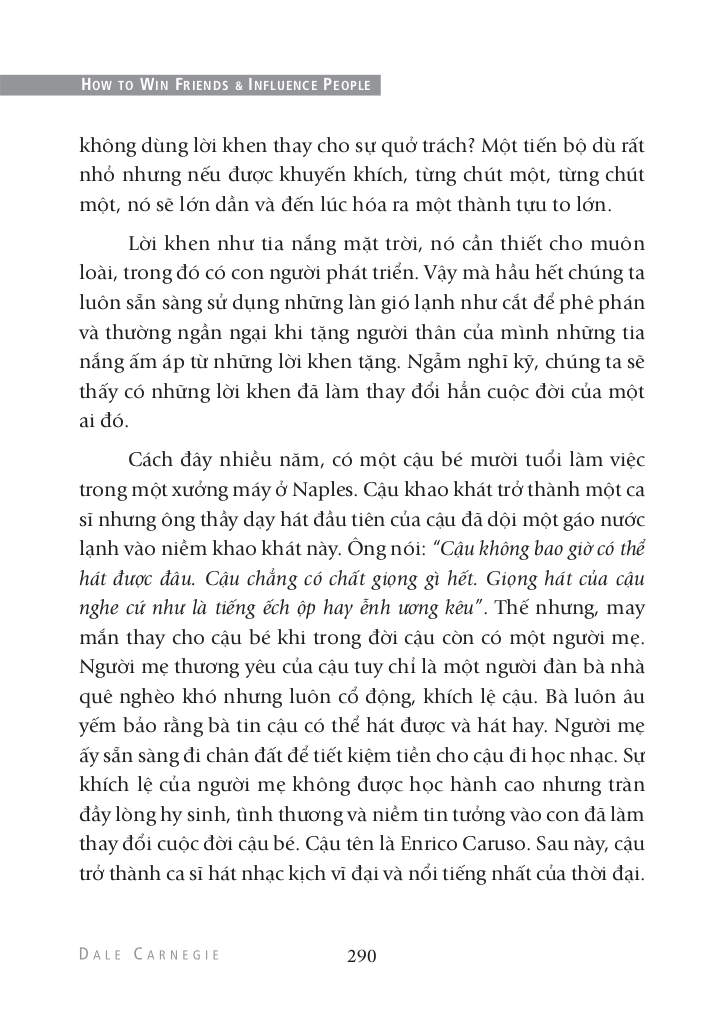 HOW TO WIN FRIENDS & INFLUENCE PEOPLE
không dùng lời khen thay cho sự quở trách? Một tiến bộ dù rất
nhỏ nhưng nếu được khuyến khích, từng chút một, từng chút
một, nó sẽ lớn dần và đến lúc hóa ra một thành tựu to lớn.
Lời khen như tia nắng mặt trời, nó cần thiết cho muôn
loài, trong đó có con người phát triển. Vậy mà hầu hết chúng ta
luôn sẵn sàng sử dụng những làn gió lạnh như cắt để phê phán
và thường ngần ngại khi tặng người thân của mình những tia
nắng ấm áp từ những lời khen tặng. Ngẫm nghĩ kỹ, chúng ta sẽ
thấy có những lời khen đã làm thay đổi hẳn cuộc đời của một
ai đó.
Cách đây nhiều năm, có một cậu bé mười tuổi làm việc
trong một xưởng máy ở Naples. Cậu khao khát trở thành một ca
sĩ nhưng ông thầy dạy hát đầu tiên của cậu đã dội một gáo nước
lạnh vào niềm khao khát này. Ông nói: “Cậu không bao giờ có thể
hát được đâu. Cậu chẳng có chất giọng gì hết. Giọng hát của cậu
nghe cứ như là tiếng ếch ộp hay ễnh ương kêu”. Thế nhưng, may
mắn thay cho cậu bé khi trong đời cậu còn có một người mẹ.
Người mẹ thương yêu của cậu tuy chỉ là một người đàn bà nhà
quê nghèo khó nhưng luôn cổ động, khích lệ cậu. Bà luôn âu
yếm bảo rằng bà tin cậu có thể hát được và hát hay. Người mẹ
ấy sẵn sàng đi chân đất để tiết kiệm tiền cho cậu đi học nhạc. Sự
khích lệ của người mẹ không được học hành cao nhưng tràn
đầy lòng hy sinh, tình thương và niềm tin tưởng vào con đã làm
thay đổi cuộc đời cậu bé. Cậu tên là Enrico Caruso. Sau này, cậu
trở thành ca sĩ hát nhạc kịch vĩ đại và nổi tiếng nhất của thời đại.
DALE CARNEGIE 290